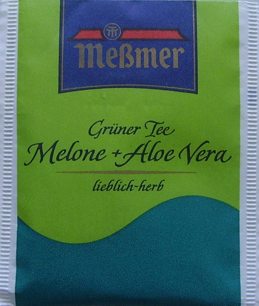 Meßmer
Grüner Tee
Melone + Aloe Vera
lieblich-herb